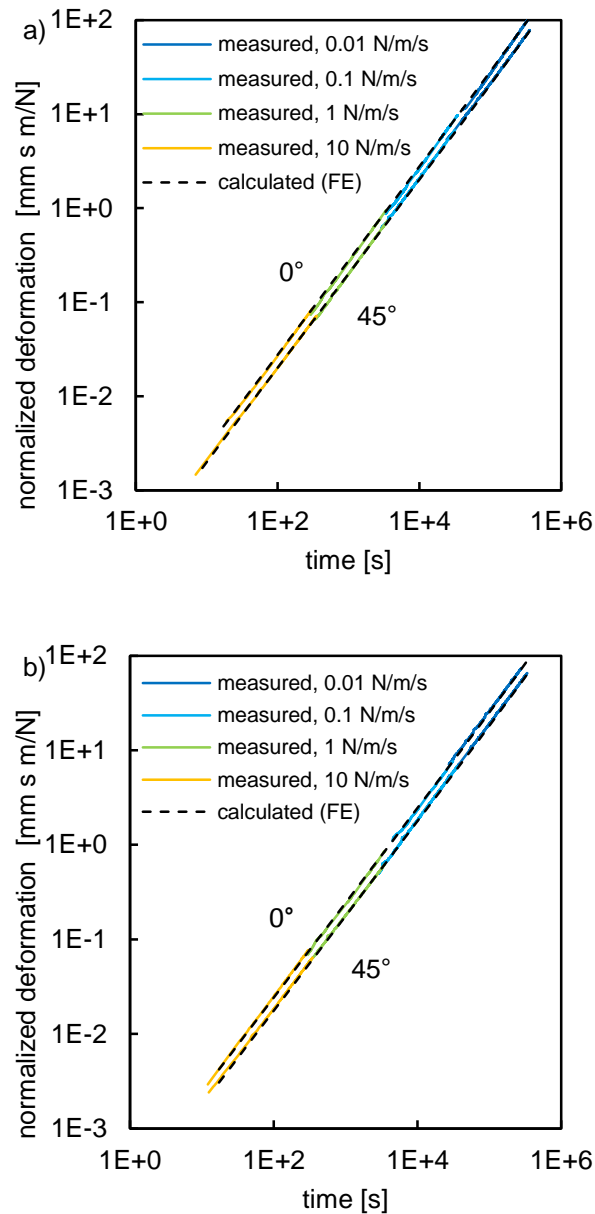 a)
1E+2
1E+1
1E+0
1E-1
1E-2
1E-3
normalized deformation [mm s m/N]
measured, 0.01 N/m/s
measured, 0.1 N/m/s
measured, 1 N/m/s
measured, 10 N/m/s
calculated (FE)
0°
45°
1E+0 1E+2 1E+4 1E+6
time [s]
b)
1E+2
1E+1
1E+0
1E-1
1E-2
1E-3
normalized deformation [mm s m/N]
measured, 0.01 N/m/s
measured, 0.1 N/m/s
measured, 1 N/m/s
measured, 10 N/m/s
calculated (FE)
0°
45°
1E+0 1E+2 1E+4 1E+6
time [s]